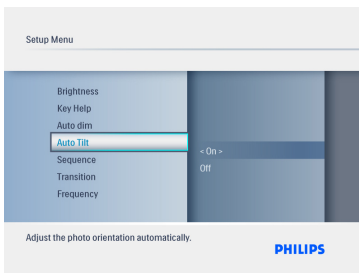 Setup Menu
Brightness
Key Help
Auto dim
Auto Tilt
Sequence
Transition
Frequency
< On >
Off
Adjust the photo orientation automatically.
PHILIPS